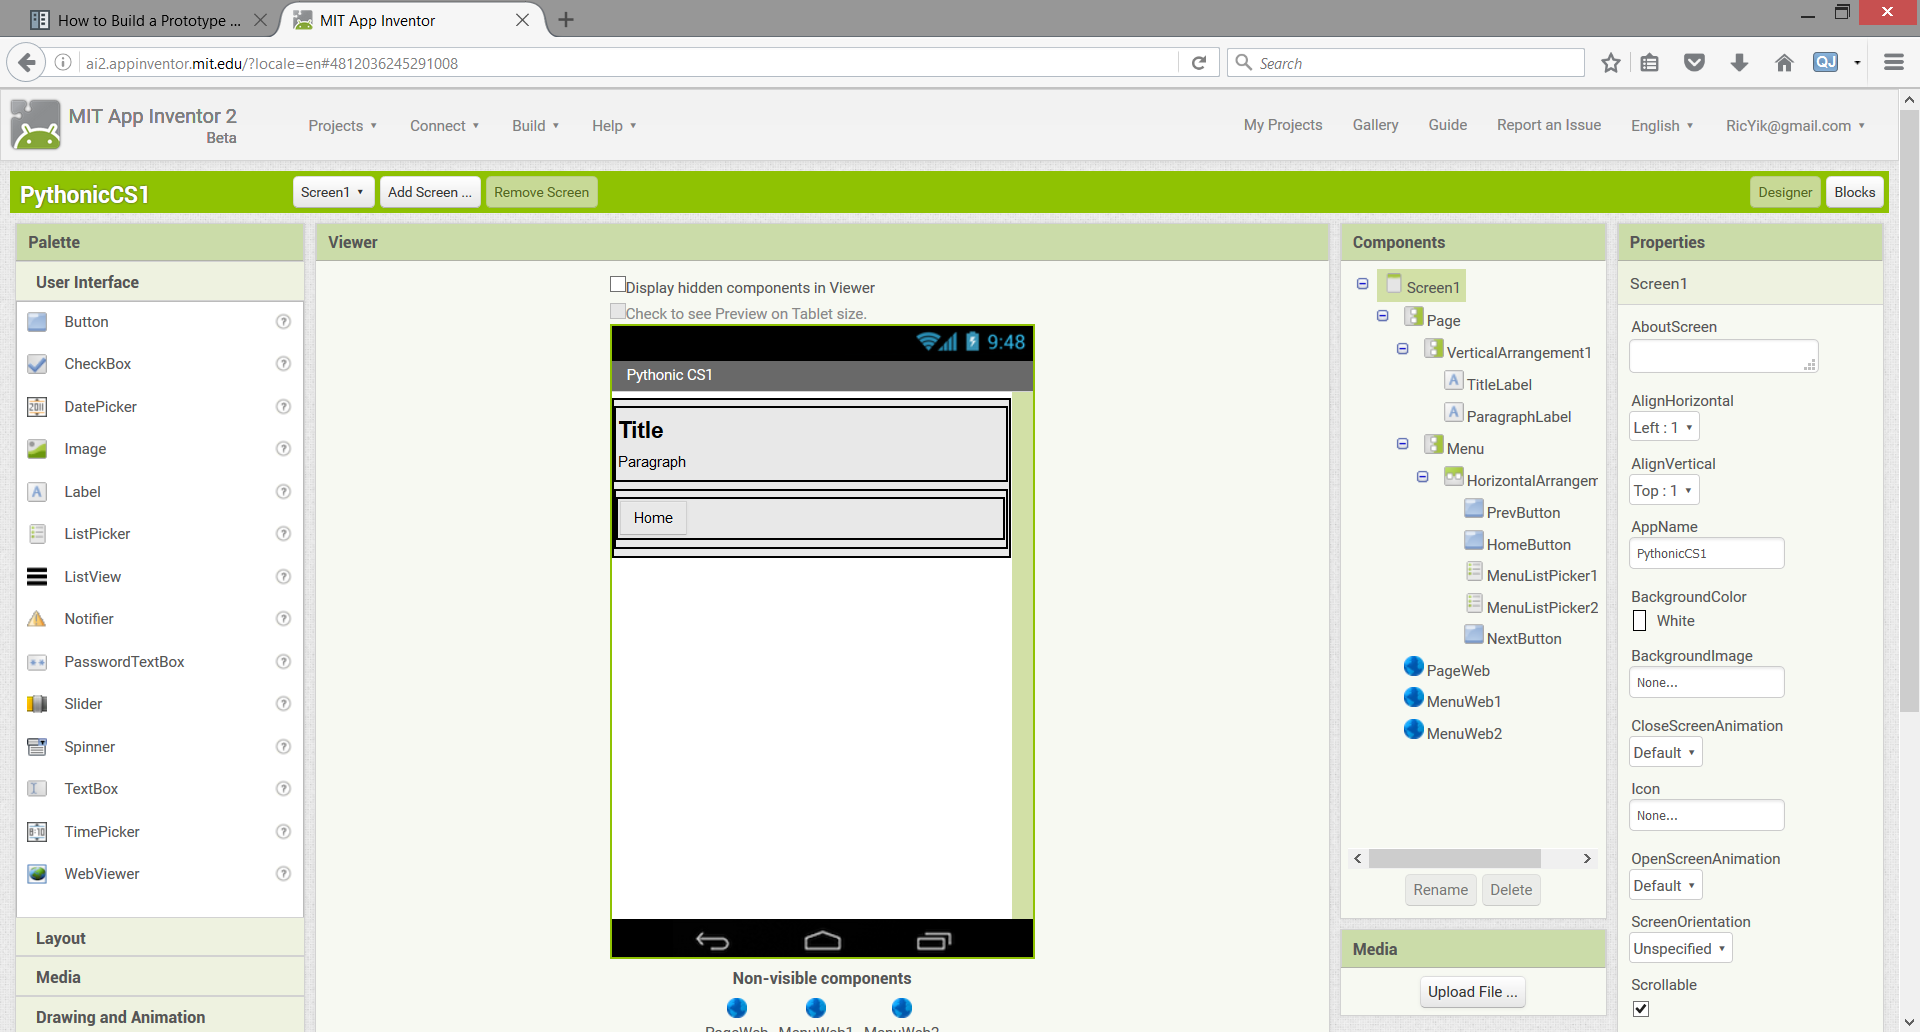 How to Build a Prototype ...
MIT App Inventor
ai2.appinventor.mit.edu/?locale=en#4812036245291008
Search
QJ
MIT App Inventor 2
Beta
Projects
Connect
Build
Help
My Projects
Gallery
Guide
Report an Issue
English
RicYik@gmail.com
PythonicCS1
Screen1
Add Screen ...
Remove Screen
Designer
Blocks
Palette
User Interface
Button
CheckBox
DatePicker
Image
Label
ListPicker
ListView
Notifier
PasswordTextBox
Slider
Spinner
TextBox
TimePicker
WebViewer
Layout
Media
Drawing and Animation
Viewer
Display hidden components in Viewer
Check to see Preview on Tablet size.
9:48
Pythonic CS1
Title
Paragraph
Home
Non-visible components
PageWeb MenuWeb1 MenuWeb2
Components
Screen1
Page
VerticalArrangement1
TitleLabel
ParagraphLabel
Menu
HorizontalArrangem
PrevButton
HomeButton
MenuListPicker1
MenuListPicker2
NextButton
PageWeb
MenuWeb1
MenuWeb2
Rename
Delete
Media
Upload File ...
Properties
Screen1
AboutScreen
AlignHorizontal
Left : 1
AlignVertical
Top : 1
AppName
PythonicCS1
BackgroundColor
White
BackgroundImage
None...
CloseScreenAnimation
Default
Icon
None...
OpenScreenAnimation
Default
ScreenOrientation
Unspecified
Scrollable